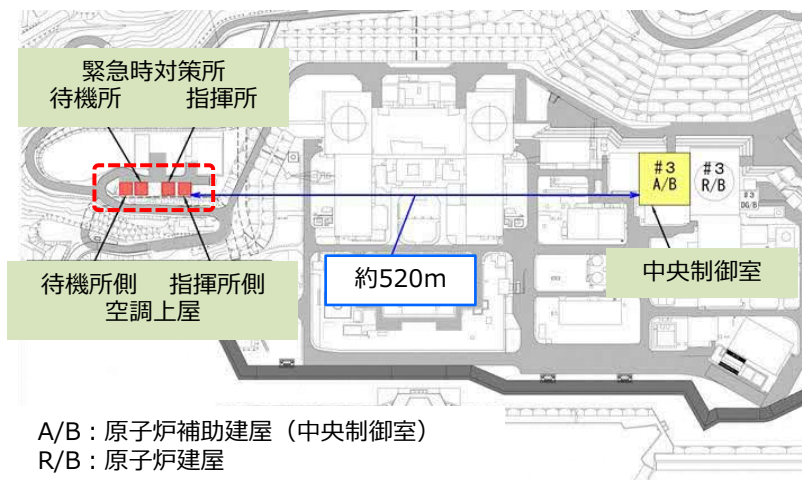 緊急時対策所
待機所 指揮所
#3
A/B
#3
R/B
#3
DG/B
待機所側 指揮所側
空調上屋
約520m
中央制御室
A/B：原子炉補助建屋（中央制御室）
R/B：原子炉建屋